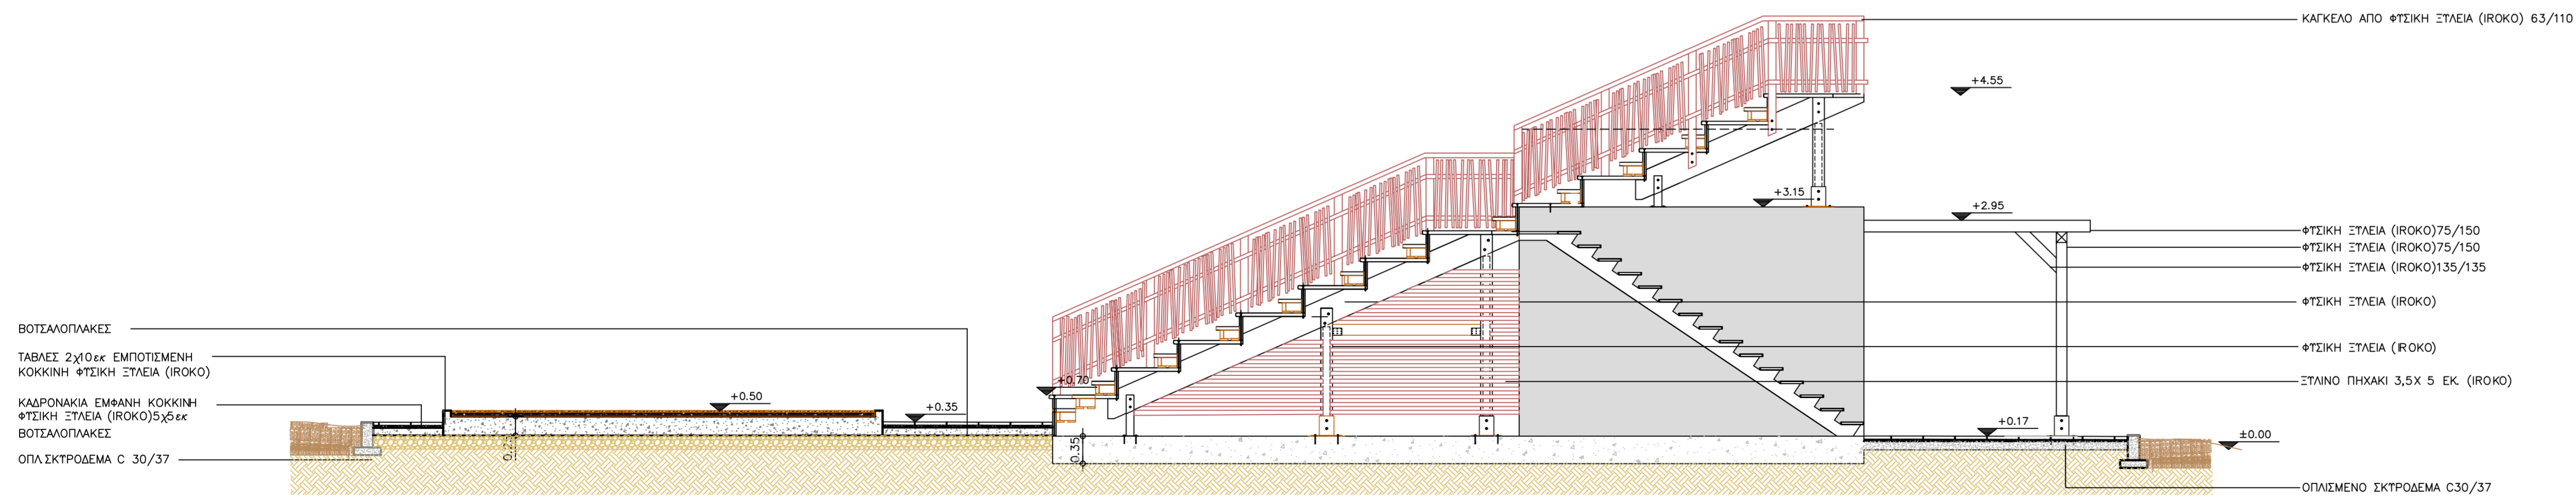 ΚΑΓΚΕΛΟ ΑΠΟ ΦΥΣΙΚΗ ΞΥΛΕΙΑ (IROKO) 63/110
+4.55
+3.15
+2.95
ΦΥΣΙΚΗ ΞΥΛΕΙΑ (IROKO)75/150
ΦΥΣΙΚΗ ΞΥΛΕΙΑ (IROKO)75/150
ΦΥΣΙΚΗ ΞΥΛΕΙΑ (IROKO)135/135
ΦΥΣΙΚΗ ΞΥΛΕΙΑ (IROKO)
ΒΟΤΣΑΛΟΠΛΑΚΕΣ
ΦΥΣΙΚΗ ΞΥΛΕΙΑ (IROKO)
ΤΑΒΛΕΣ 2χ10εκ ΕΜΠΟΤΙΣΜΕΝΗ
ΚΟΚΚΙΝΗ ΦΥΣΙΚΗ ΞΥΛΕΙΑ (IROKO)
+0.70
ΞΥΛΙΝΟ ΠΗΧΑΚΙ 3,5Χ 5 ΕΚ. (IROKO)
ΚΑΔΡΟΝΑΚΙΑ ΕΜΦΑΝΗ ΚΟΚΚΙΝΗ
ΦΥΣΙΚΗ ΞΥΛΕΙΑ (IROKO)5χ5εκ
+0.50
+0.35
ΒΟΤΣΑΛΟΠΛΑΚΕΣ
+0.17
±0.00
0.35
ΟΠΛ.ΣΚΥΡΟΔΕΜΑ C 30/37
ΟΠΛΙΣΜΕΝΟ ΣΚΥΡΟΔΕΜΑ C30/37